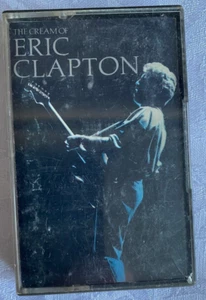 THE CREAM OF
ERIC
CLAPTON